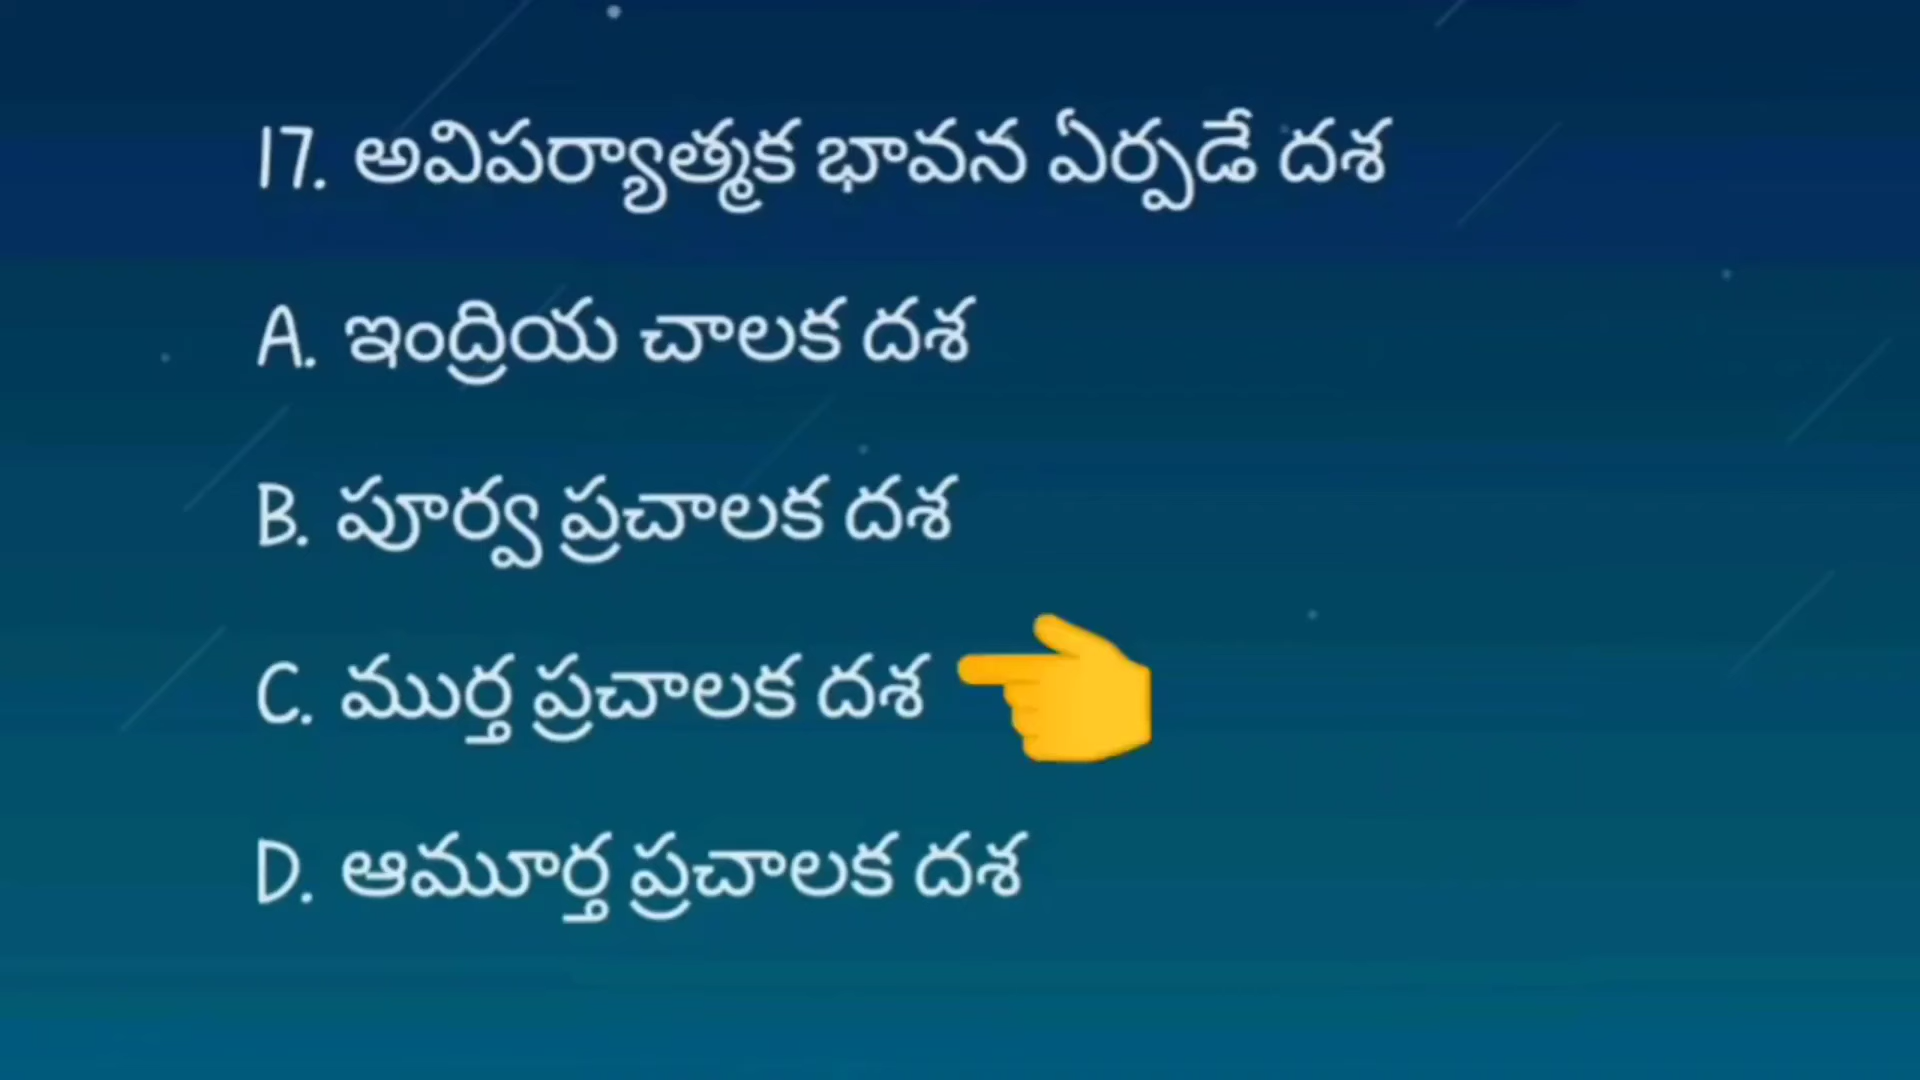 17. అవిపర్యాత్మక భావన ఏర్పడే దశ
A. ఇంద్రియ చాలక దశ
B. పూర్వ ప్రచాలక దశ
C. ముర్త ప్రచాలక దశ
D. ఆమూర్త ప్రచాలక దశ